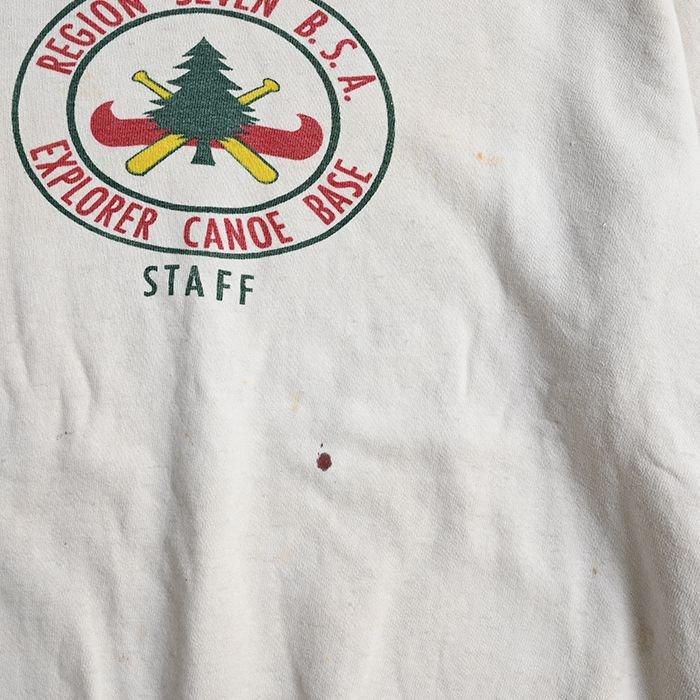 REGION SEVEN B.S.A.
EXPLORER CANOE BASE
STAFF